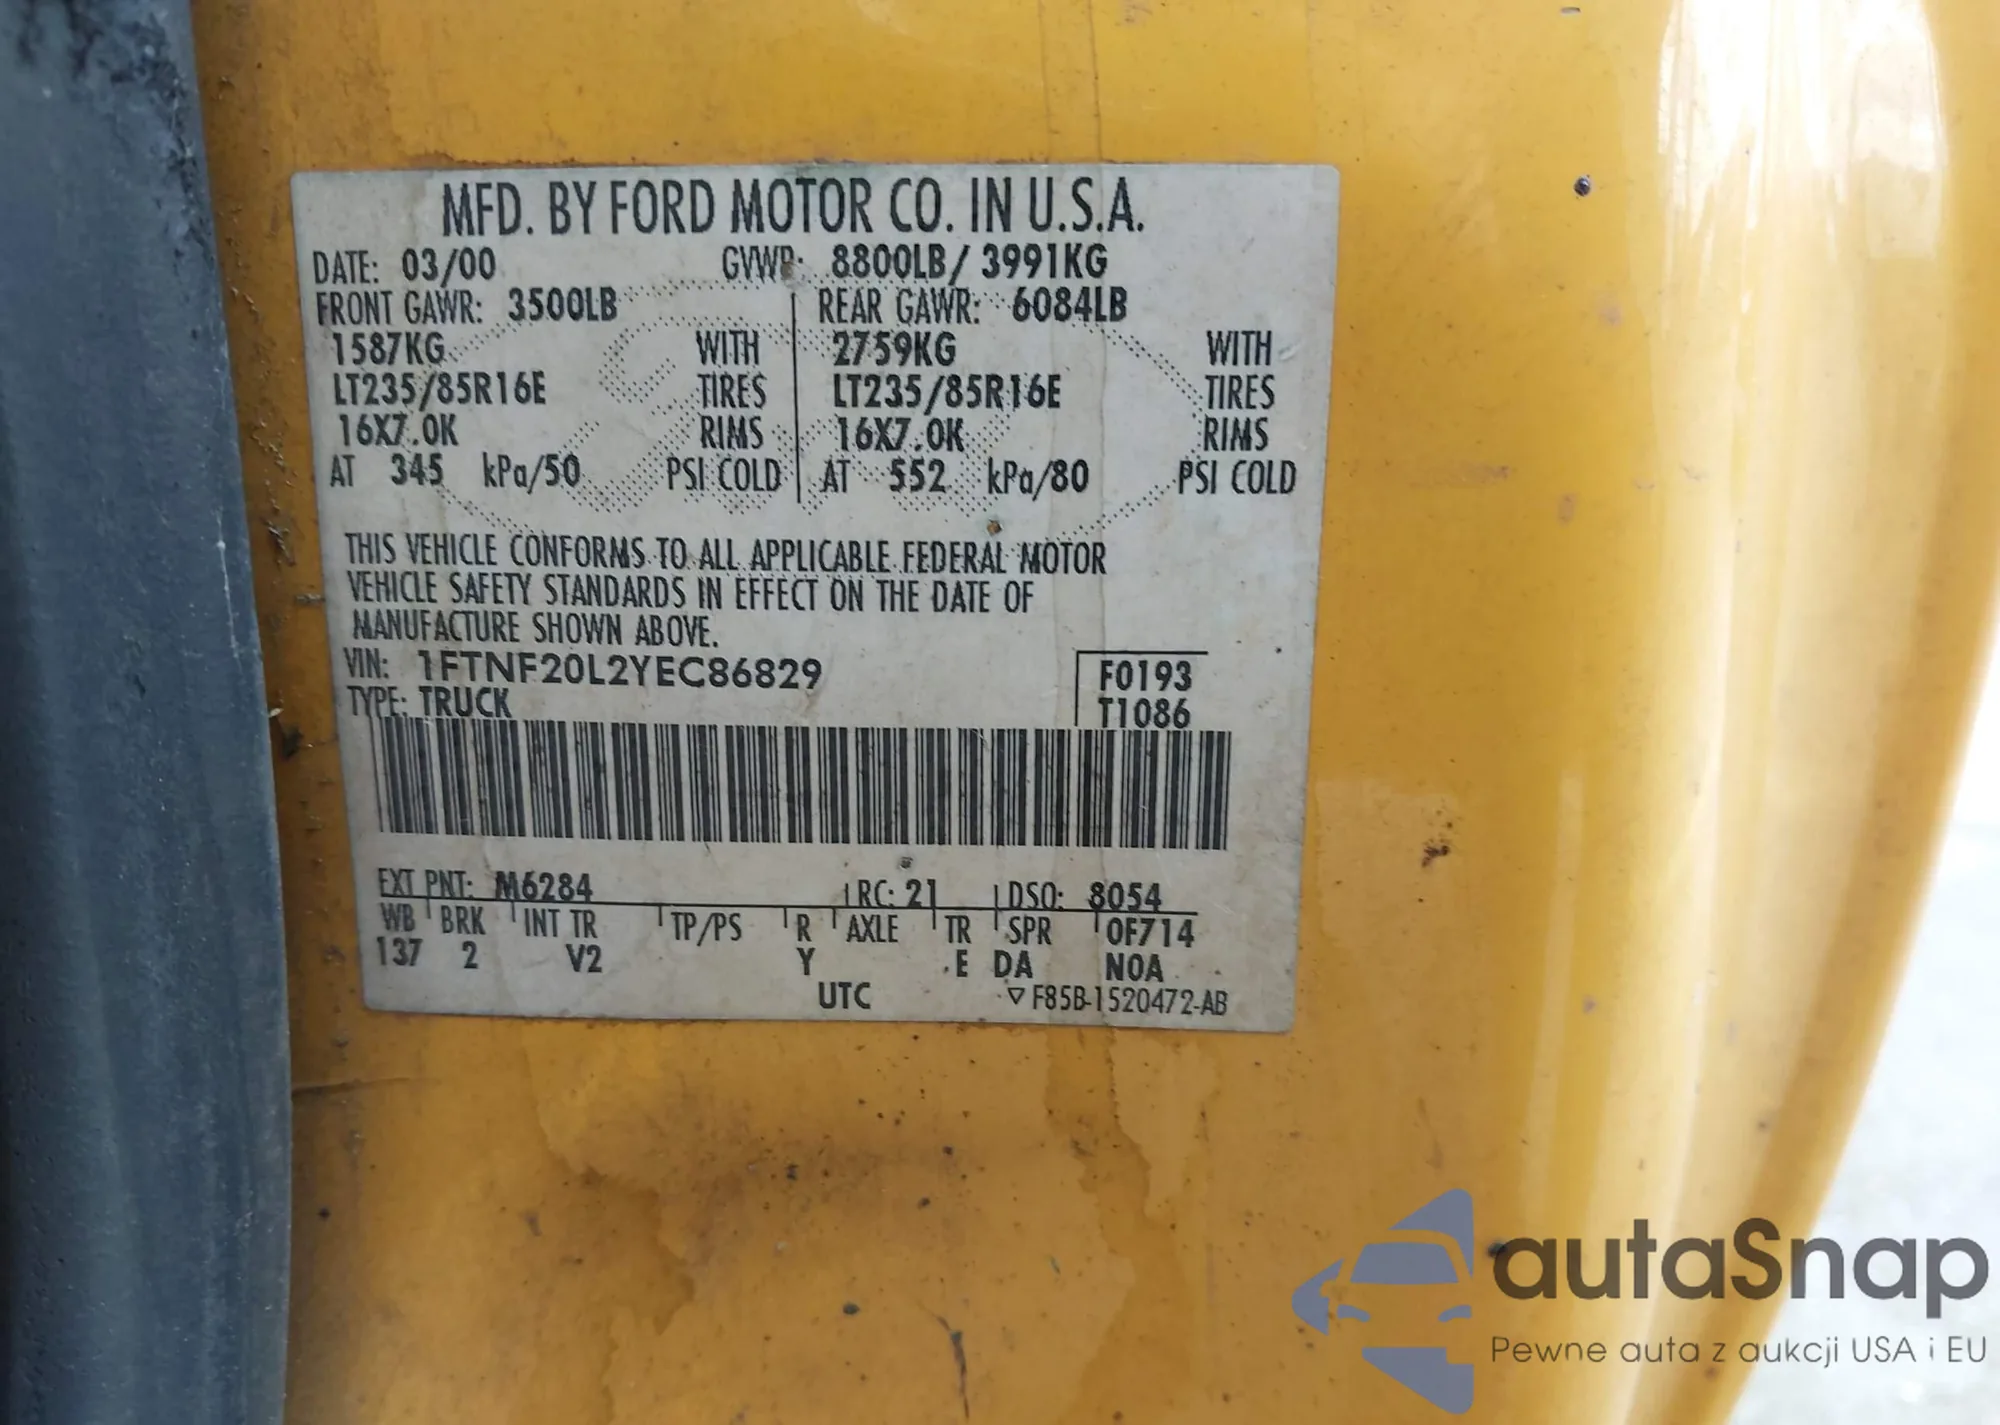 MFD. BY FORD MOTOR CO. IN U.S.A.
DATE: 03/00 GVWR: 8800LB/ 3991KG
FRONT GAWR: 3500LB REAR GAWR: 6084LB
1587KG WITH 2759KG WITH
LT235/85R16E TIRES LT235/85R16E TIRES
16X7.0K RIMS 16X7.0K RIMS
AT 345 kPa/50 PSI COLD AT 552 kPa/80 PSI COLD
THIS VEHICLE CONFORMS TO ALL APPLICABLE FEDERAL MOTOR
VEHICLE SAFETY STANDARDS IN EFFECT ON THE DATE OF
MANUFACTURE SHOWN ABOVE.
VIN: 1FTNF20L2YEC86829 F0193
TYPE: TRUCK T1086
EXT PNT: M6284 RC: 21 DSO: 8054
WB BRK INT TR TP/PS R AXLE TR SPR 0F714
137 2 V2 Y E DA N0A
UTC F85B-1520472-AB
autaSnap
Pewne auta z aukcji USA i EU